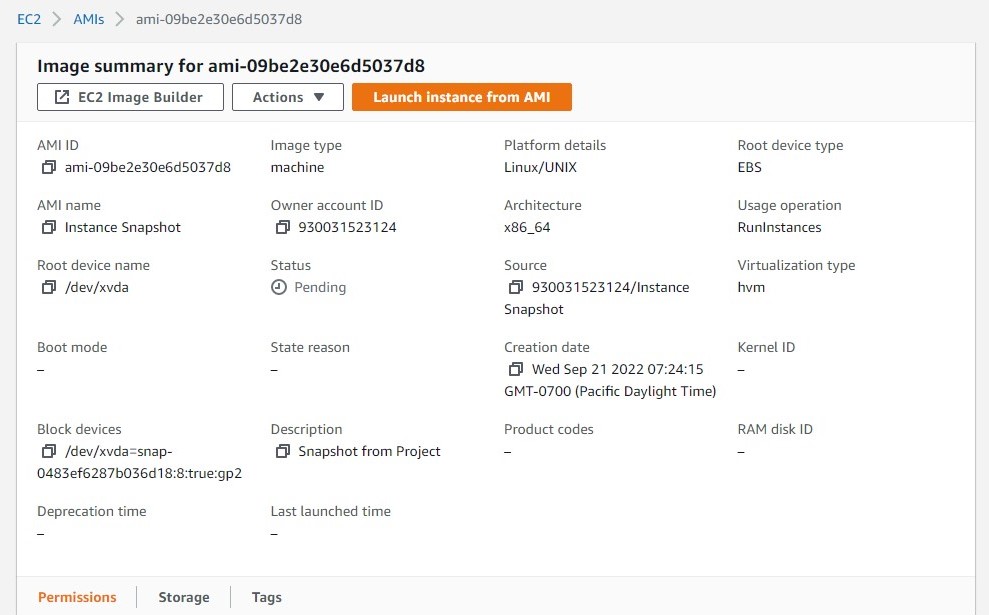 EC2 > AMIs > ami-09be2e30e6d5037d8
Image summary for ami-09be2e30e6d5037d8
EC2 Image Builder Actions ▼ Launch instance from AMI
AMI ID Image type Platform details Root device type
ami-09be2e30e6d5037d8 machine Linux/UNIX EBS
AMI name Owner account ID Architecture Usage operation
Instance Snapshot 930031523124 x86_64 RunInstances
Root device name Status Source Virtualization type
/dev/xvda Pending 930031523124/Instance hvm
Snapshot
Boot mode State reason Creation date Kernel ID
– – Wed Sep 21 2022 07:24:15 –
GMT-0700 (Pacific Daylight Time)
Block devices Description Product codes RAM disk ID
/dev/xvda=snap- Snapshot from Project – –
0483ef6287b036d18:8:true:gp2
Deprecation time Last launched time
– –
Permissions Storage Tags